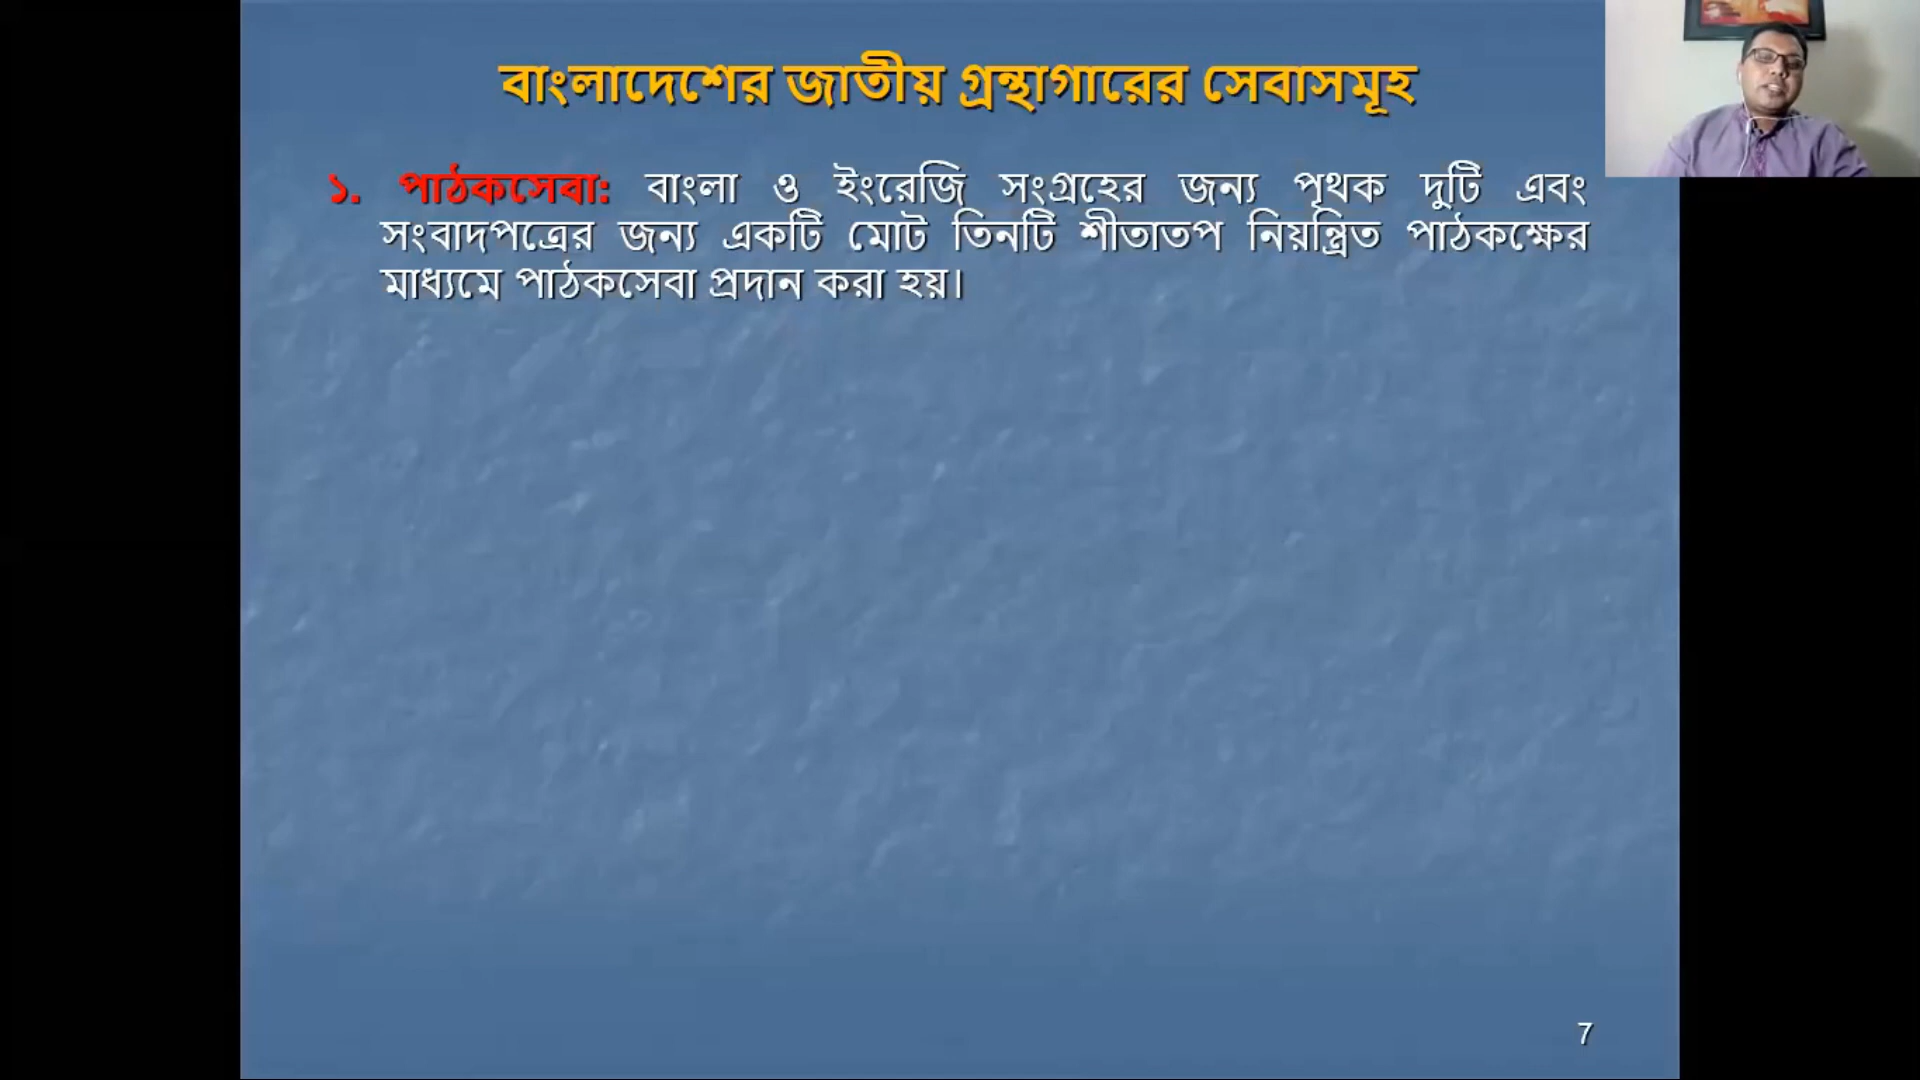 বাংলাদেশের জাতীয় গ্রন্থাগারের সেবাসমূহ
১. পাঠকসেবা: বাংলা ও ইংরেজি সংগ্রহের জন্য পৃথক দুটি এবং
সংবাদপত্রের জন্য একটি মোট তিনটি শীতাতপ নিয়ন্ত্রিত পাঠকক্ষের
মাধ্যমে পাঠকসেবা প্রদান করা হয়।
7